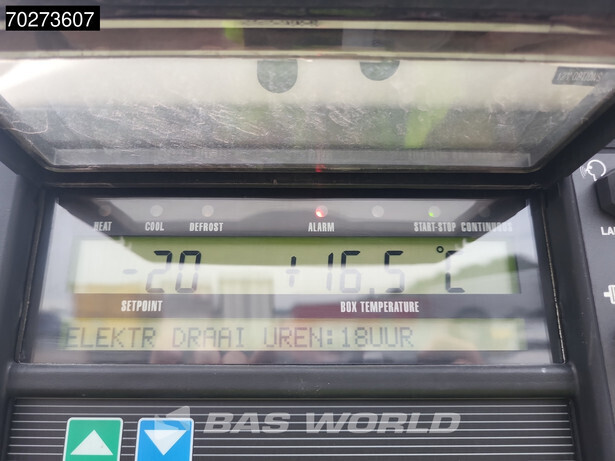 70273607
HEAT COOL DEFROST ALARM START-STOP CONTINUOUS
-20 +16.5 °C
SETPOINT BOX TEMPERATURE
ELEKTR DRAAI UREN:18UUR
BAS WORLD